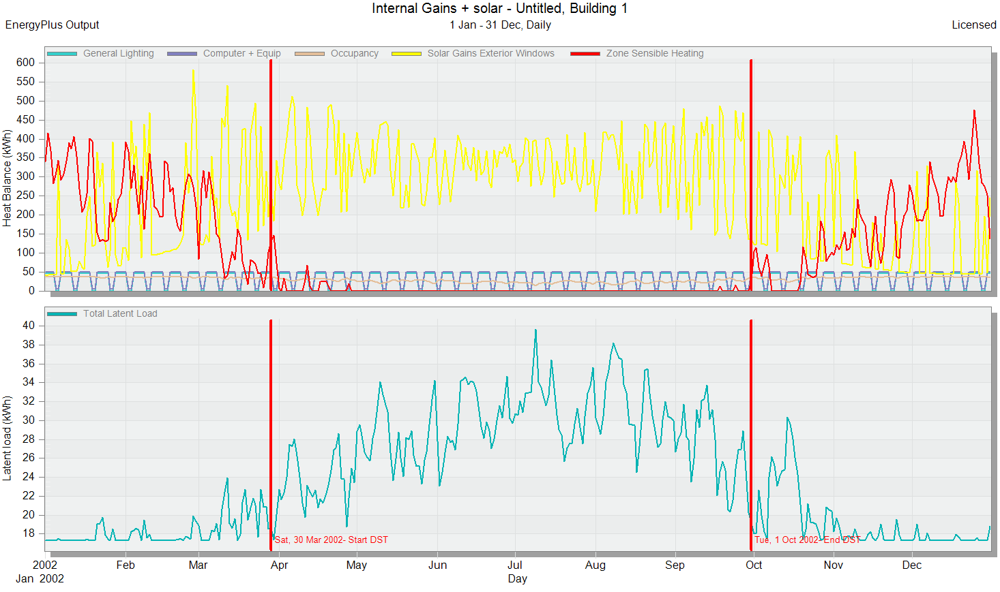 Internal Gains + solar - Untitled, Building 1
EnergyPlus Output
1 Jan - 31 Dec, Daily
Licensed
General Lighting
Computer + Equip
Occupancy
Solar Gains Exterior Windows
Zone Sensible Heating
Heat Balance (kWh)
600
550
500
450
400
350
300
250
200
150
100
50
0
Total Latent Load
Latent load (kWh)
40
38
36
34
32
30
28
26
24
22
20
18
Sat, 30 Mar 2002- Start DST
Tue, 1 Oct 2002- End DST
2002 Feb Mar Apr May Jun Jul Aug Sep Oct Nov Dec
Jan 2002
Day